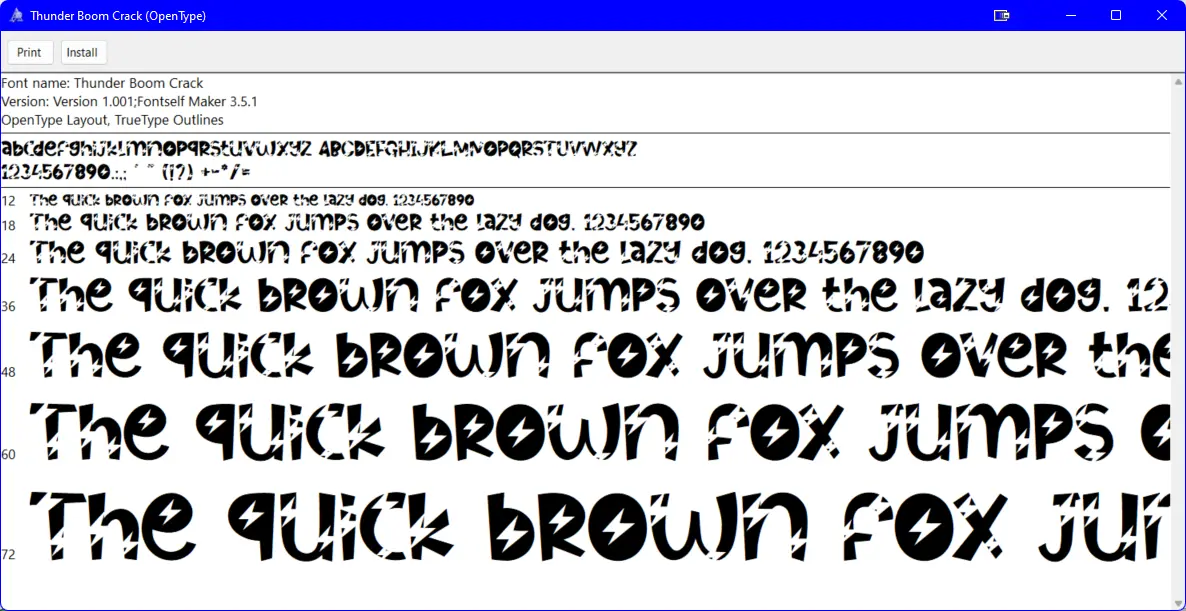 Thunder Boom Crack (OpenType)
Print Install
Font name: Thunder Boom Crack
Version: Version 1.001;Fontself Maker 3.5.1
OpenType Layout, TrueType Outlines
abcdefghijklmnopqrstuvwxyz ABCDEFGHIJKLMNOPQRSTUVWXYZ
1234567890.:,; ' " (!?) +-*/=
12 The quick brown fox jumps over the lazy dog. 1234567890
18 The quick brown fox jumps over the lazy dog. 1234567890
24 The quick brown fox jumps over the lazy dog. 1234567890
36 The quick brown fox jumps over the lazy dog. 12
48 The quick brown fox jumps over the
60 The quick brown fox jumps o
72 The quick brown fox jum